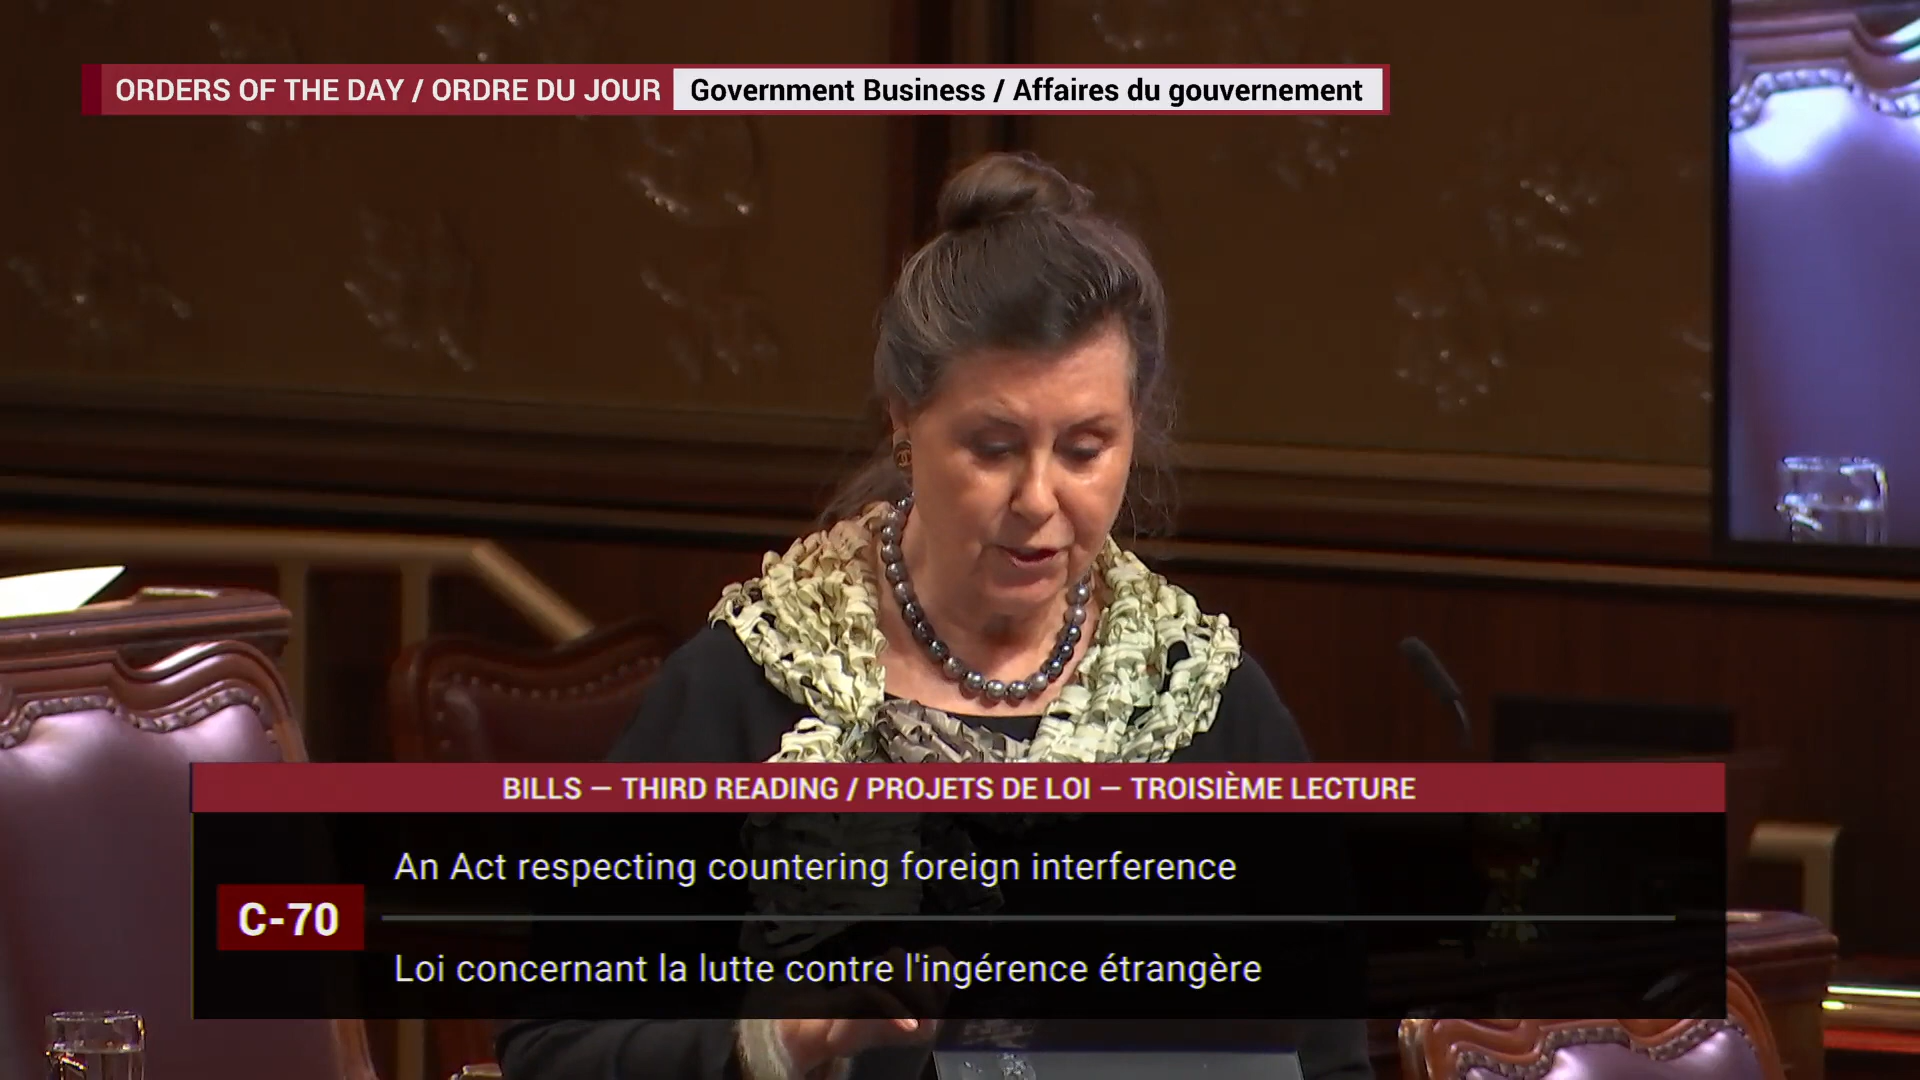 ORDERS OF THE DAY / ORDRE DU JOUR Government Business / Affaires du gouvernement
BILLS — THIRD READING / PROJETS DE LOI — TROISIÈME LECTURE
An Act respecting countering foreign interference
C-70
Loi concernant la lutte contre l'ingérence étrangère